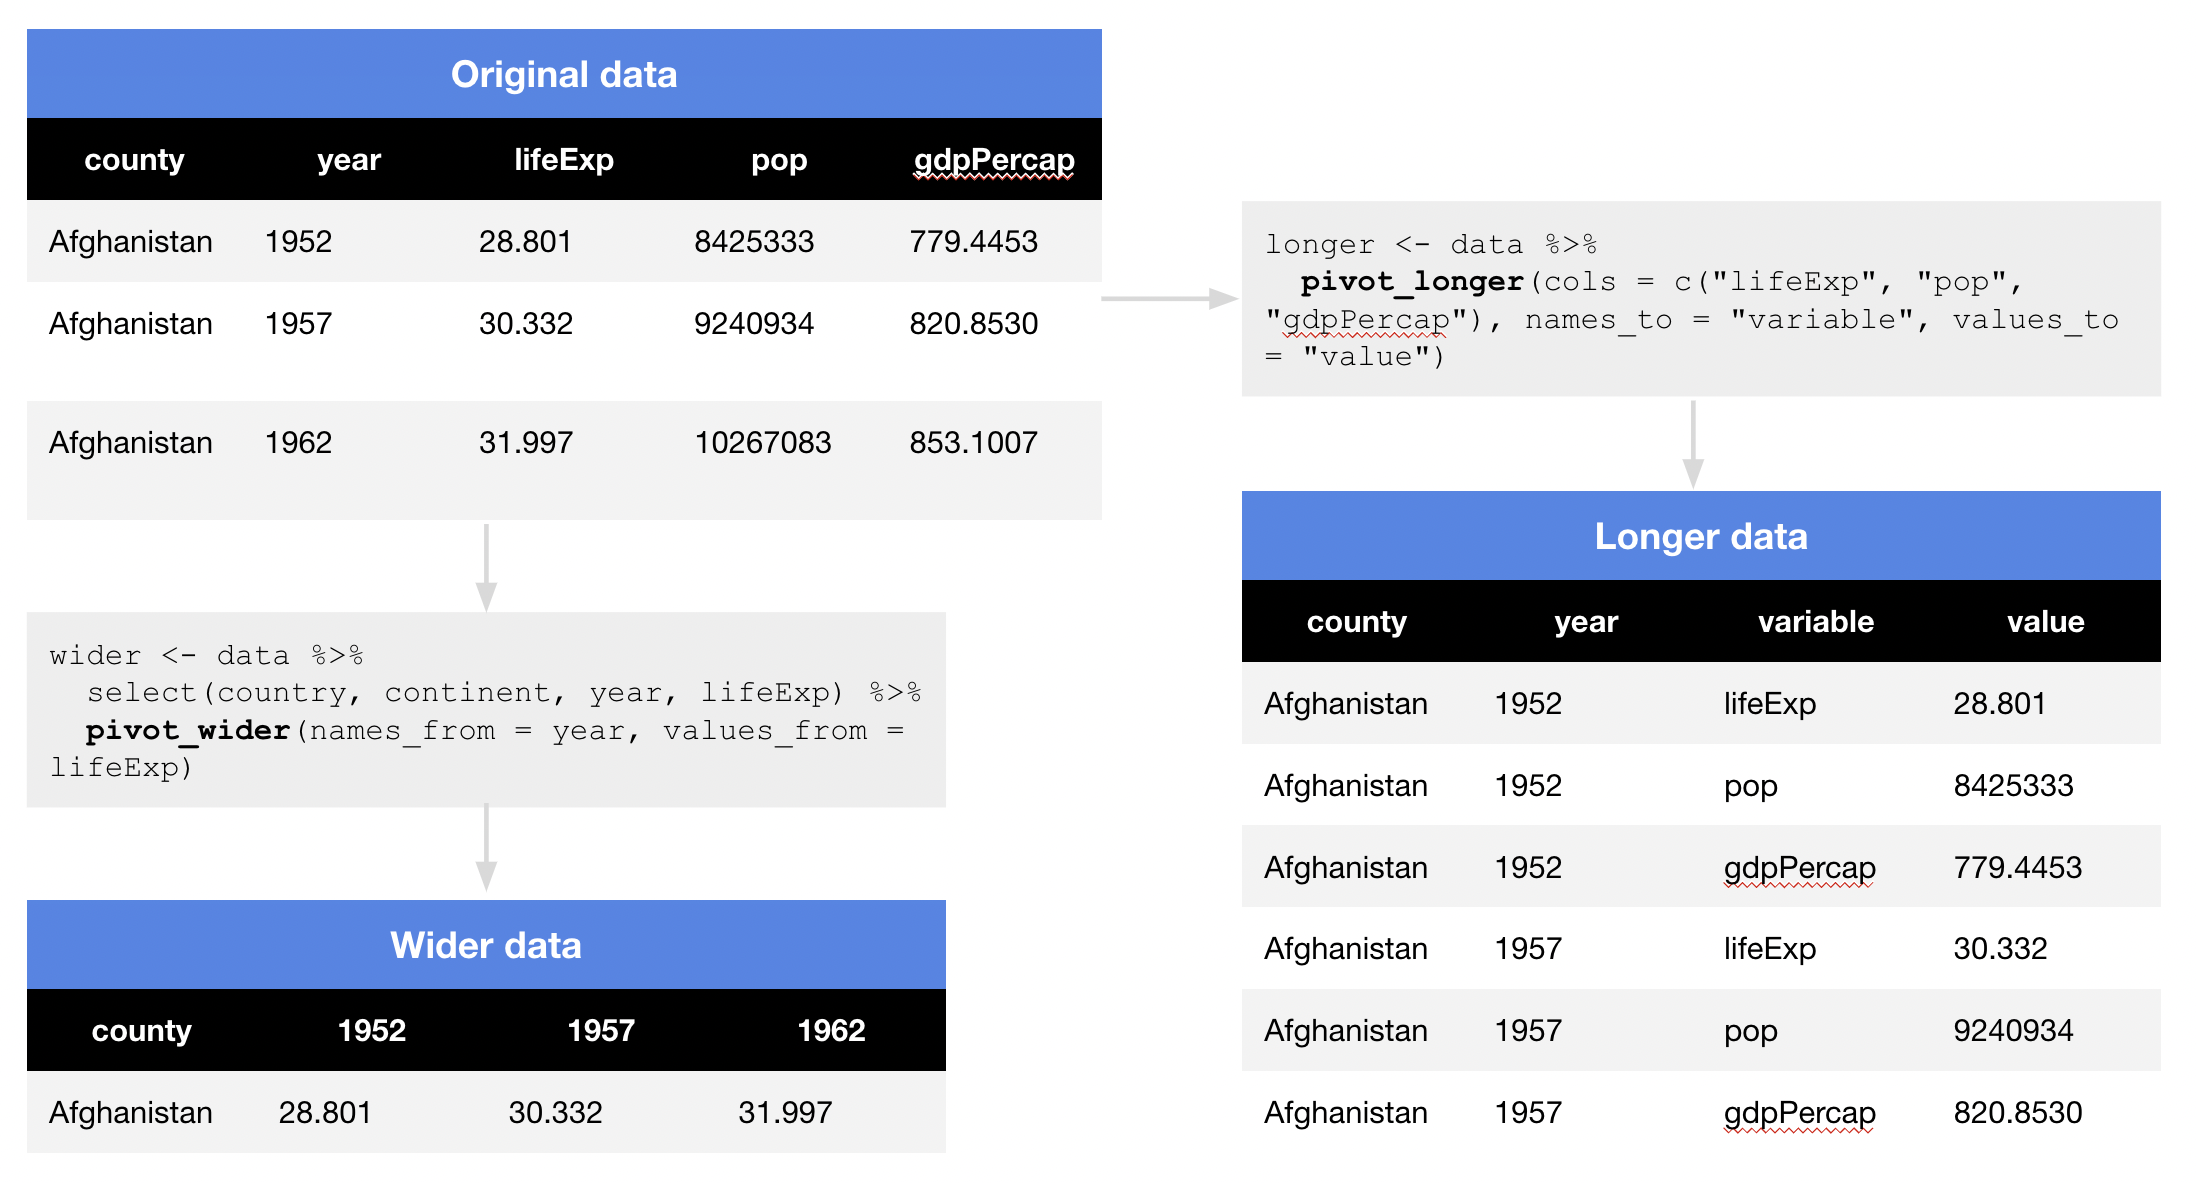 Original data
county year lifeExp pop gdpPercap
Afghanistan 1952 28.801 8425333 779.4453
Afghanistan 1957 30.332 9240934 820.8530
Afghanistan 1962 31.997 10267083 853.1007
longer <- data %>%
pivot_longer(cols = c("lifeExp", "pop",
"gdpPercap"), names_to = "variable", values_to
= "value")
wider <- data %>%
select(country, continent, year, lifeExp) %>%
pivot_wider(names_from = year, values_from =
lifeExp)
Wider data
county 1952 1957 1962
Afghanistan 28.801 30.332 31.997
Longer data
county year variable value
Afghanistan 1952 lifeExp 28.801
Afghanistan 1952 pop 8425333
Afghanistan 1952 gdpPercap 779.4453
Afghanistan 1957 lifeExp 30.332
Afghanistan 1957 pop 9240934
Afghanistan 1957 gdpPercap 820.8530